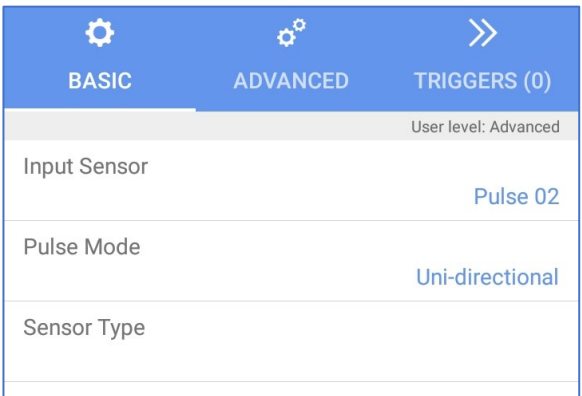 BASIC ADVANCED TRIGGERS (0)
User level: Advanced
Input Sensor
Pulse 02
Pulse Mode
Uni-directional
Sensor Type